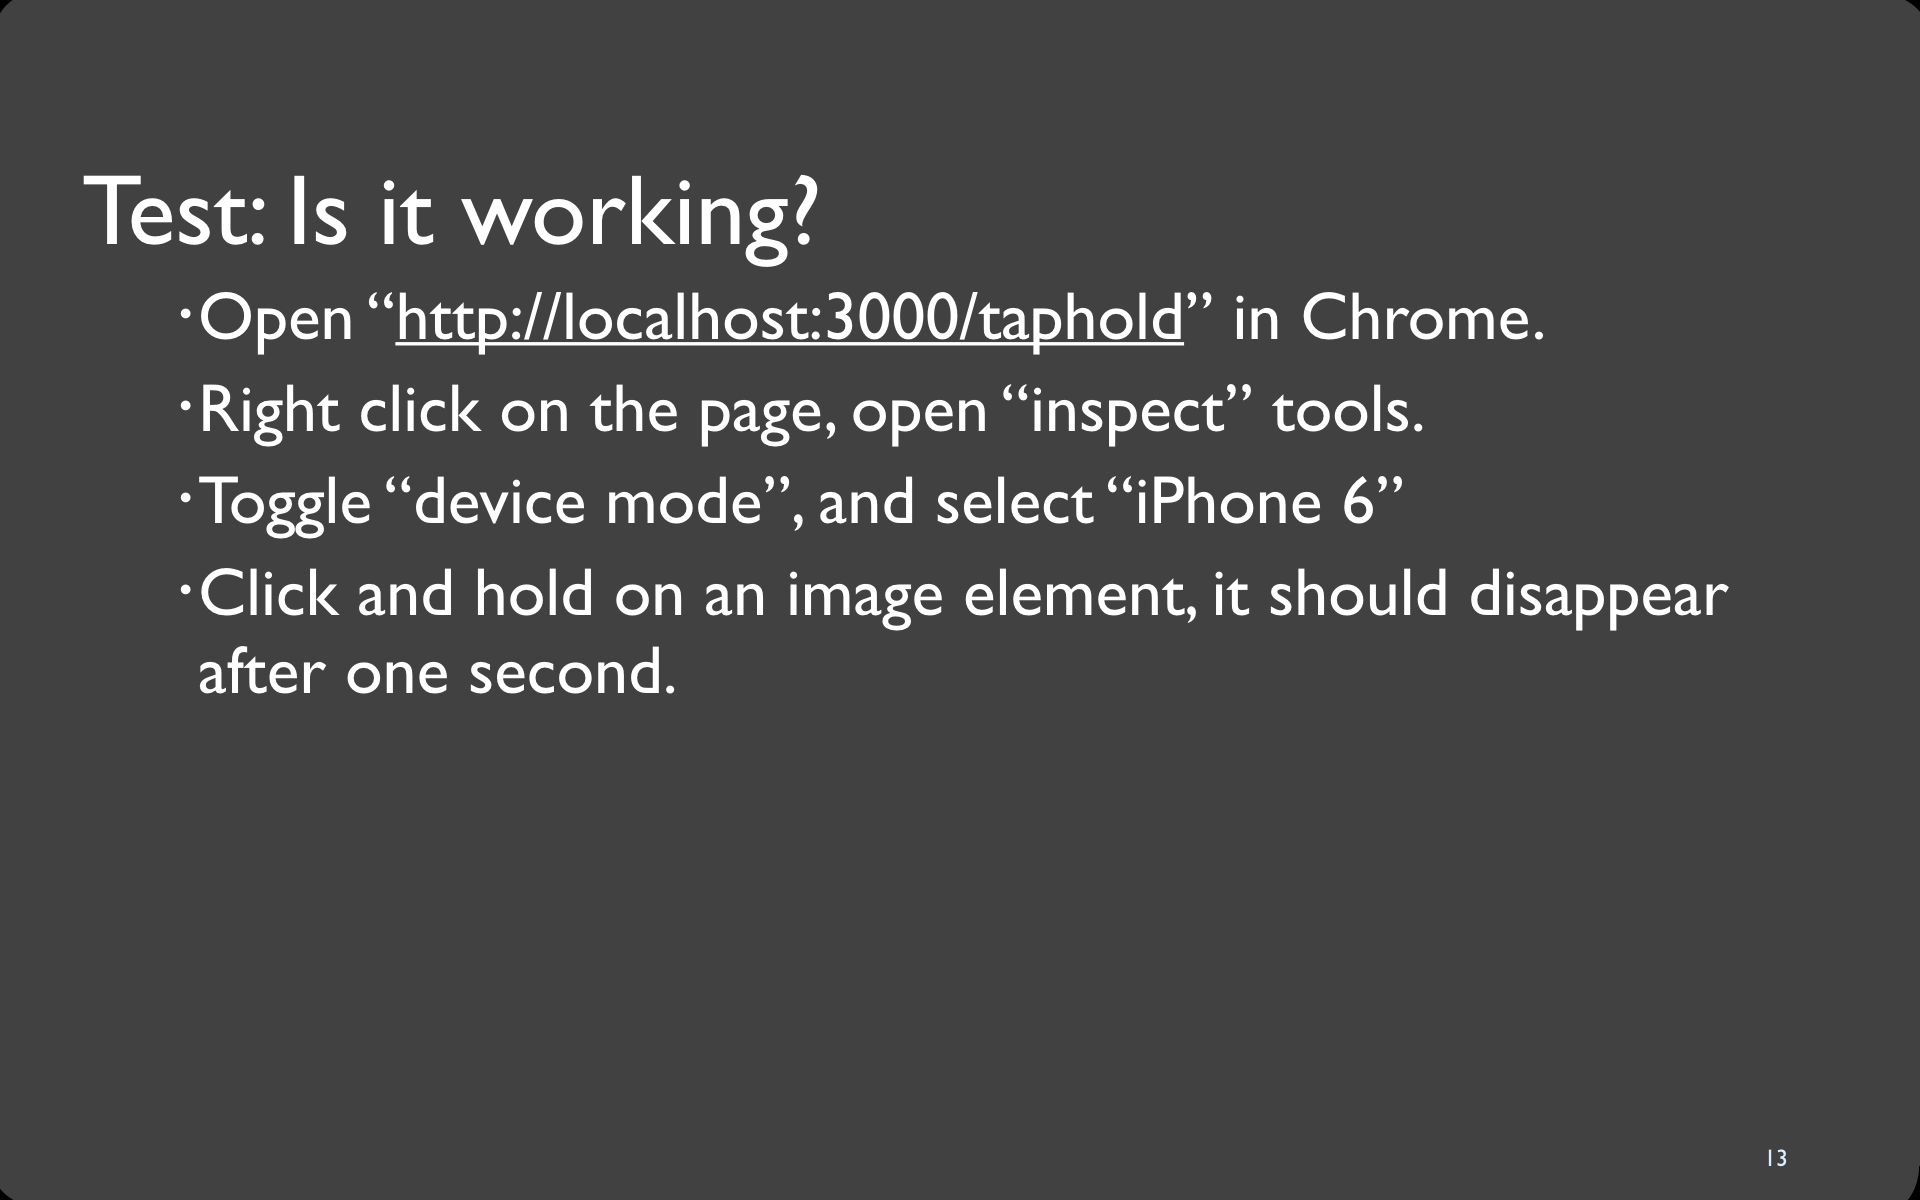 Test: Is it working?
•Open “http://localhost:3000/taphold” in Chrome.
•Right click on the page, open “inspect” tools.
•Toggle “device mode”, and select “iPhone 6”
•Click and hold on an image element, it should disappear
after one second.
13